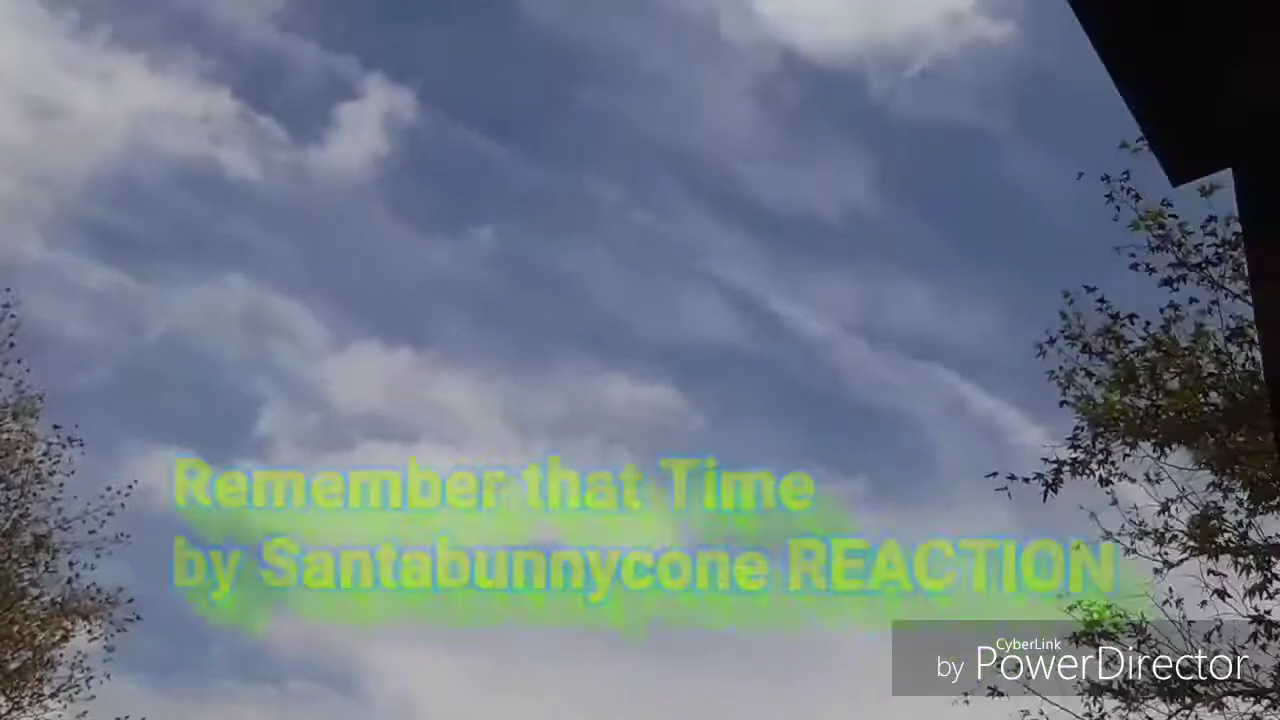 Remember that Time
by Santabunnycone REACTION
CyberLink
by PowerDirector